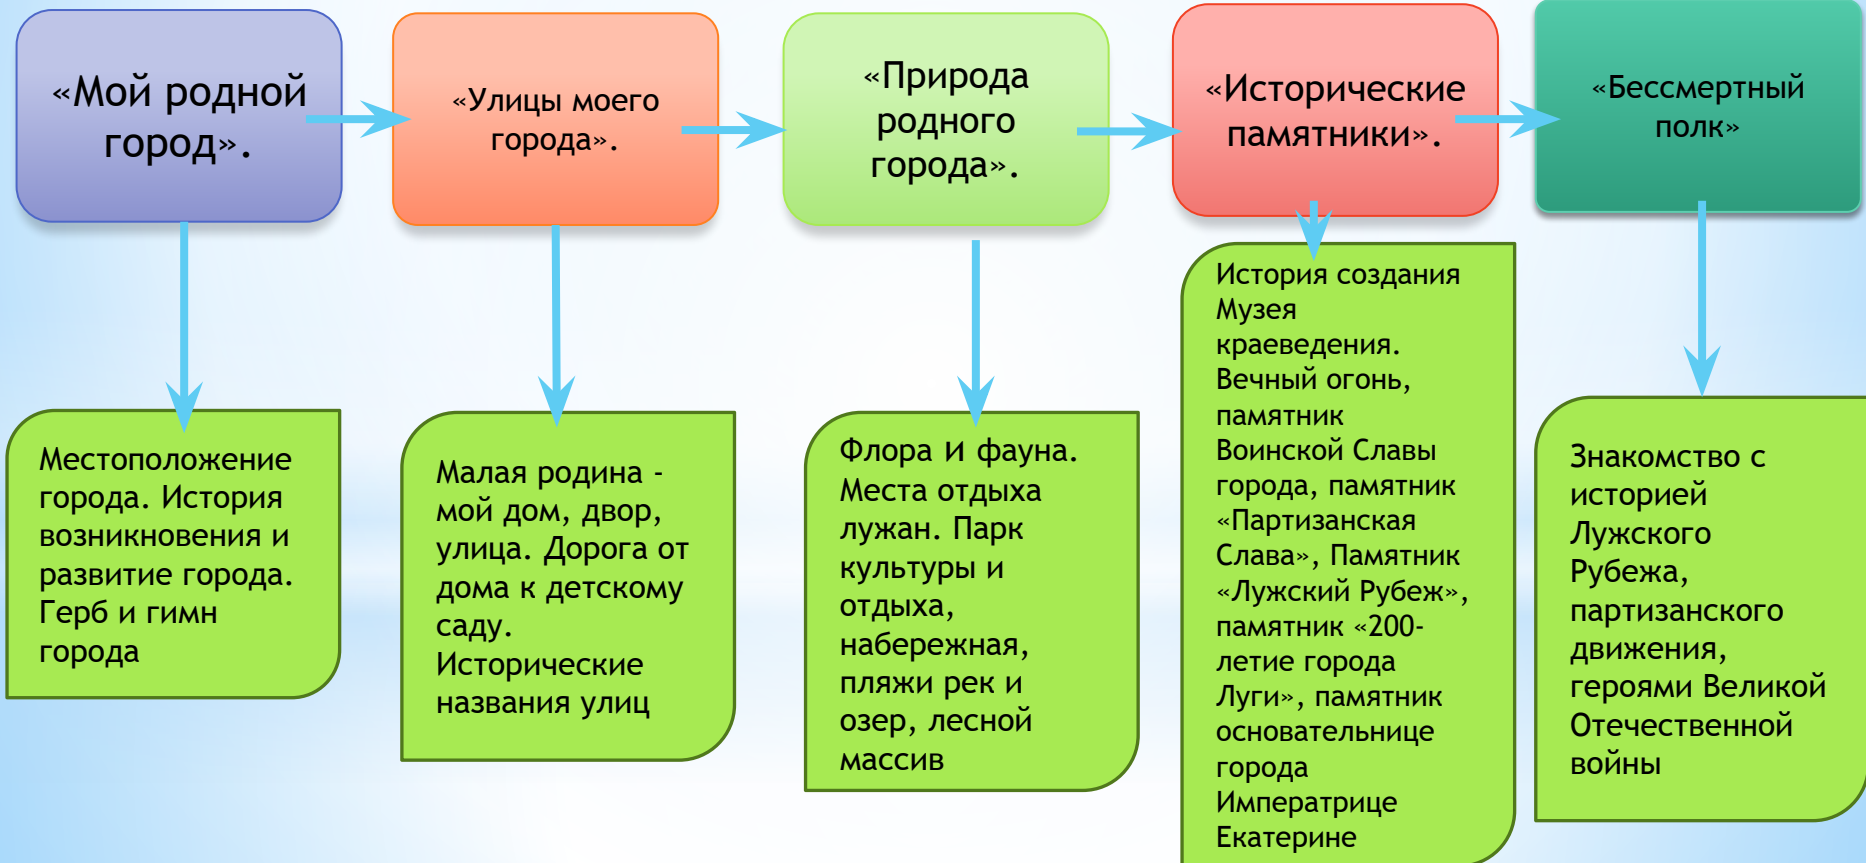 «Мой родной
город».
«Улицы моего
города».
«Природа
родного
города».
«Исторические
памятники».
«Бессмертный
полк»
Местоположение
города. История
возникновения и
развитие города.
Герб и гимн
города
Малая родина -
мой дом, двор,
улица. Дорога от
дома к детскому
саду.
Исторические
названия улиц
Флора и фауна.
Места отдыха
лужан. Парк
культуры и
отдыха,
набережная,
пляжи рек и
озер, лесной
массив
История создания
Музея
краеведения.
Вечный огонь,
памятник
Воинской Славы
города, памятник
«Партизанская
Слава», Памятник
«Лужский Рубеж»,
памятник «200-
летие города
Луги», памятник
основательнице
города
Императрице
Екатерине
Знакомство с
историей
Лужского
Рубежа,
партизанского
движения,
героями Великой
Отечественной
войны